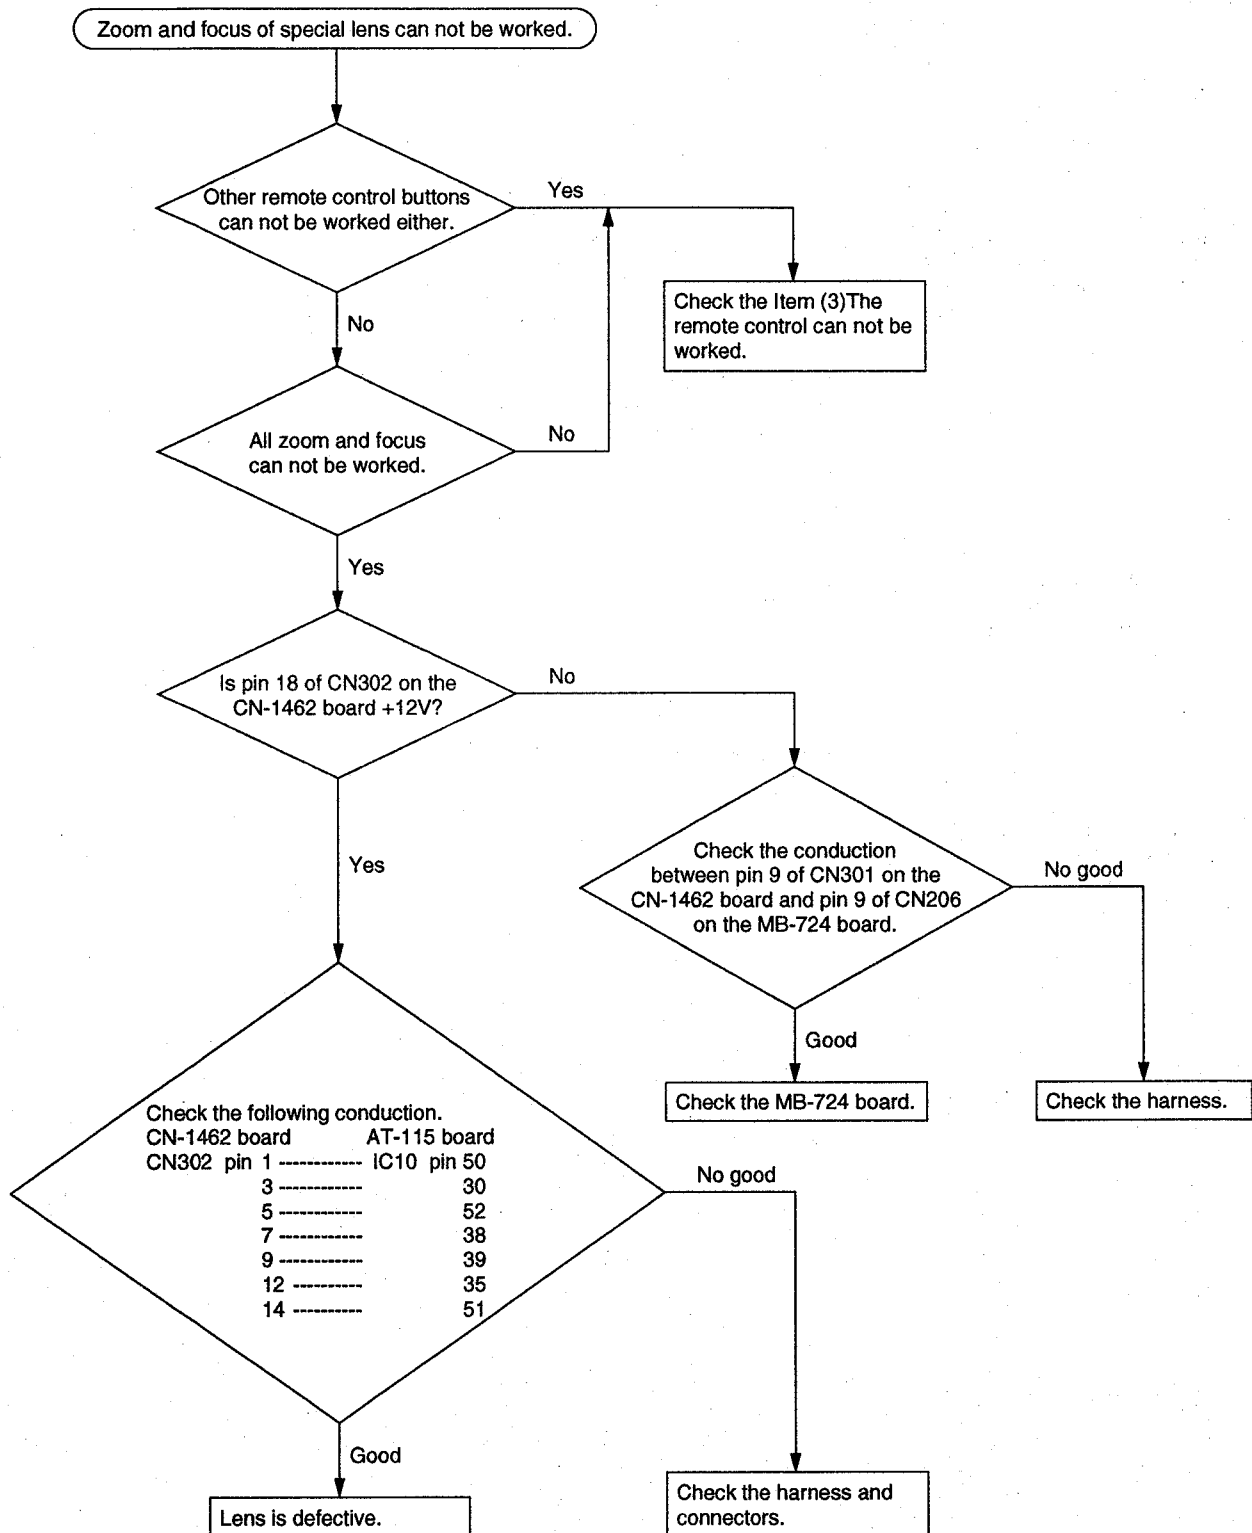 Zoom and focus of special lens can not be worked.
Other remote control buttons
can not be worked either.
Yes
No
Check the Item (3)The
remote control can not be
worked.
All zoom and focus
can not be worked.
No
Yes
Is pin 18 of CN302 on the
CN-1462 board +12V?
No
Yes
Check the conduction
between pin 9 of CN301 on the
CN-1462 board and pin 9 of CN206
on the MB-724 board.
No good
Good
Check the MB-724 board.
Check the harness.
Check the following conduction.
CN-1462 board AT-115 board
CN302 pin 1 ------------ IC10 pin 50
3 ------------ 30
5 ------------ 52
7 ------------ 38
9 ------------ 39
12 ---------- 35
14 ---------- 51
No good
Good
Lens is defective.
Check the harness and
connectors.